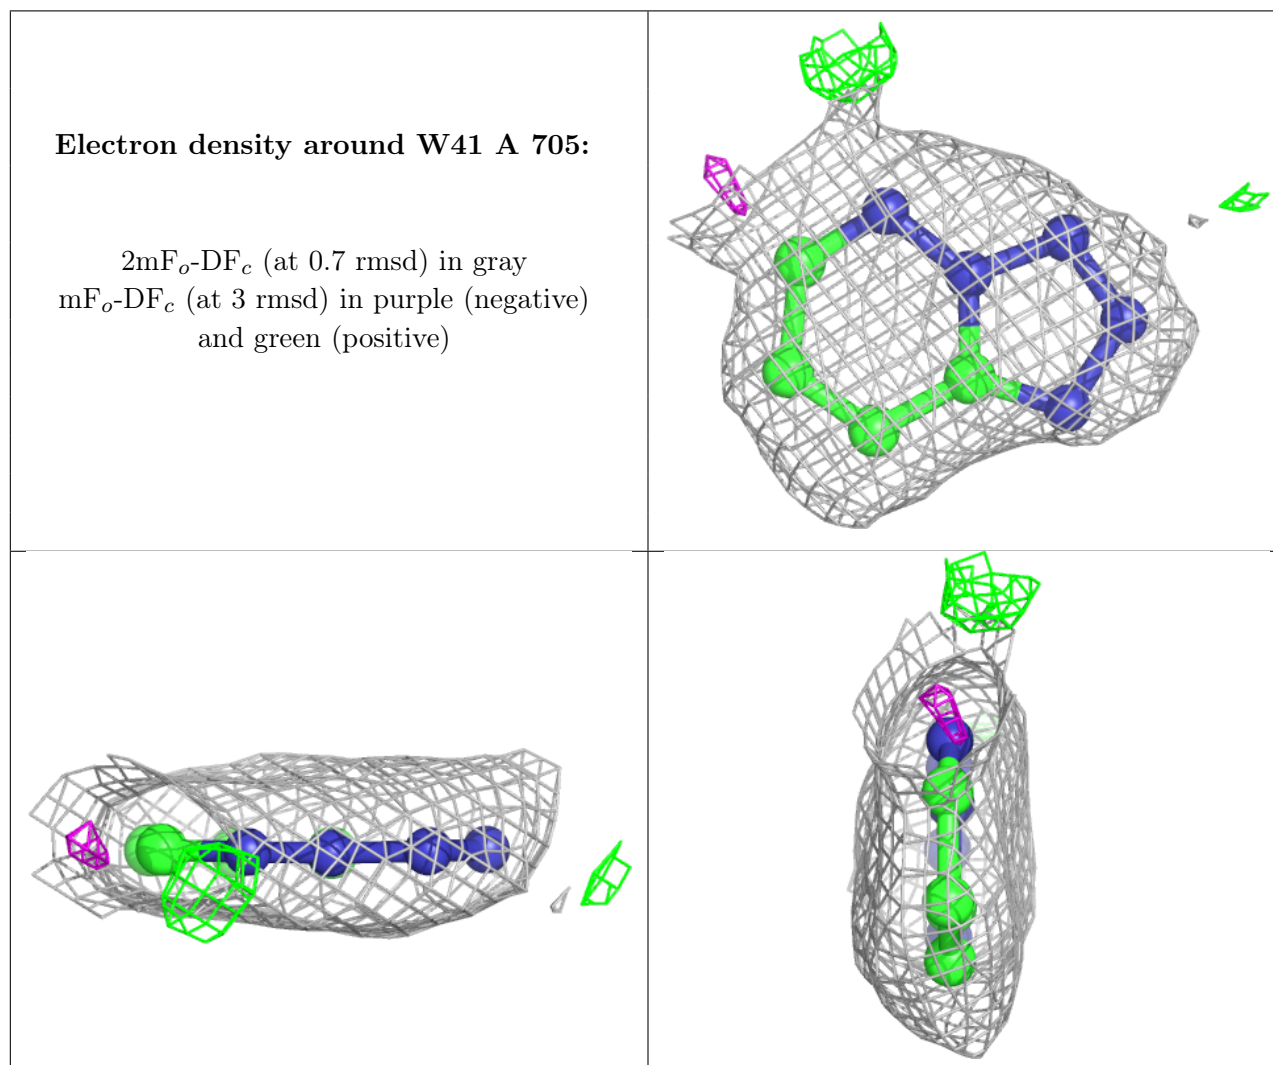 Electron density around W41 A 705:
2mFo-DFc (at 0.7 rmsd) in gray
mFo-DFc (at 3 rmsd) in purple (negative)
and green (positive)